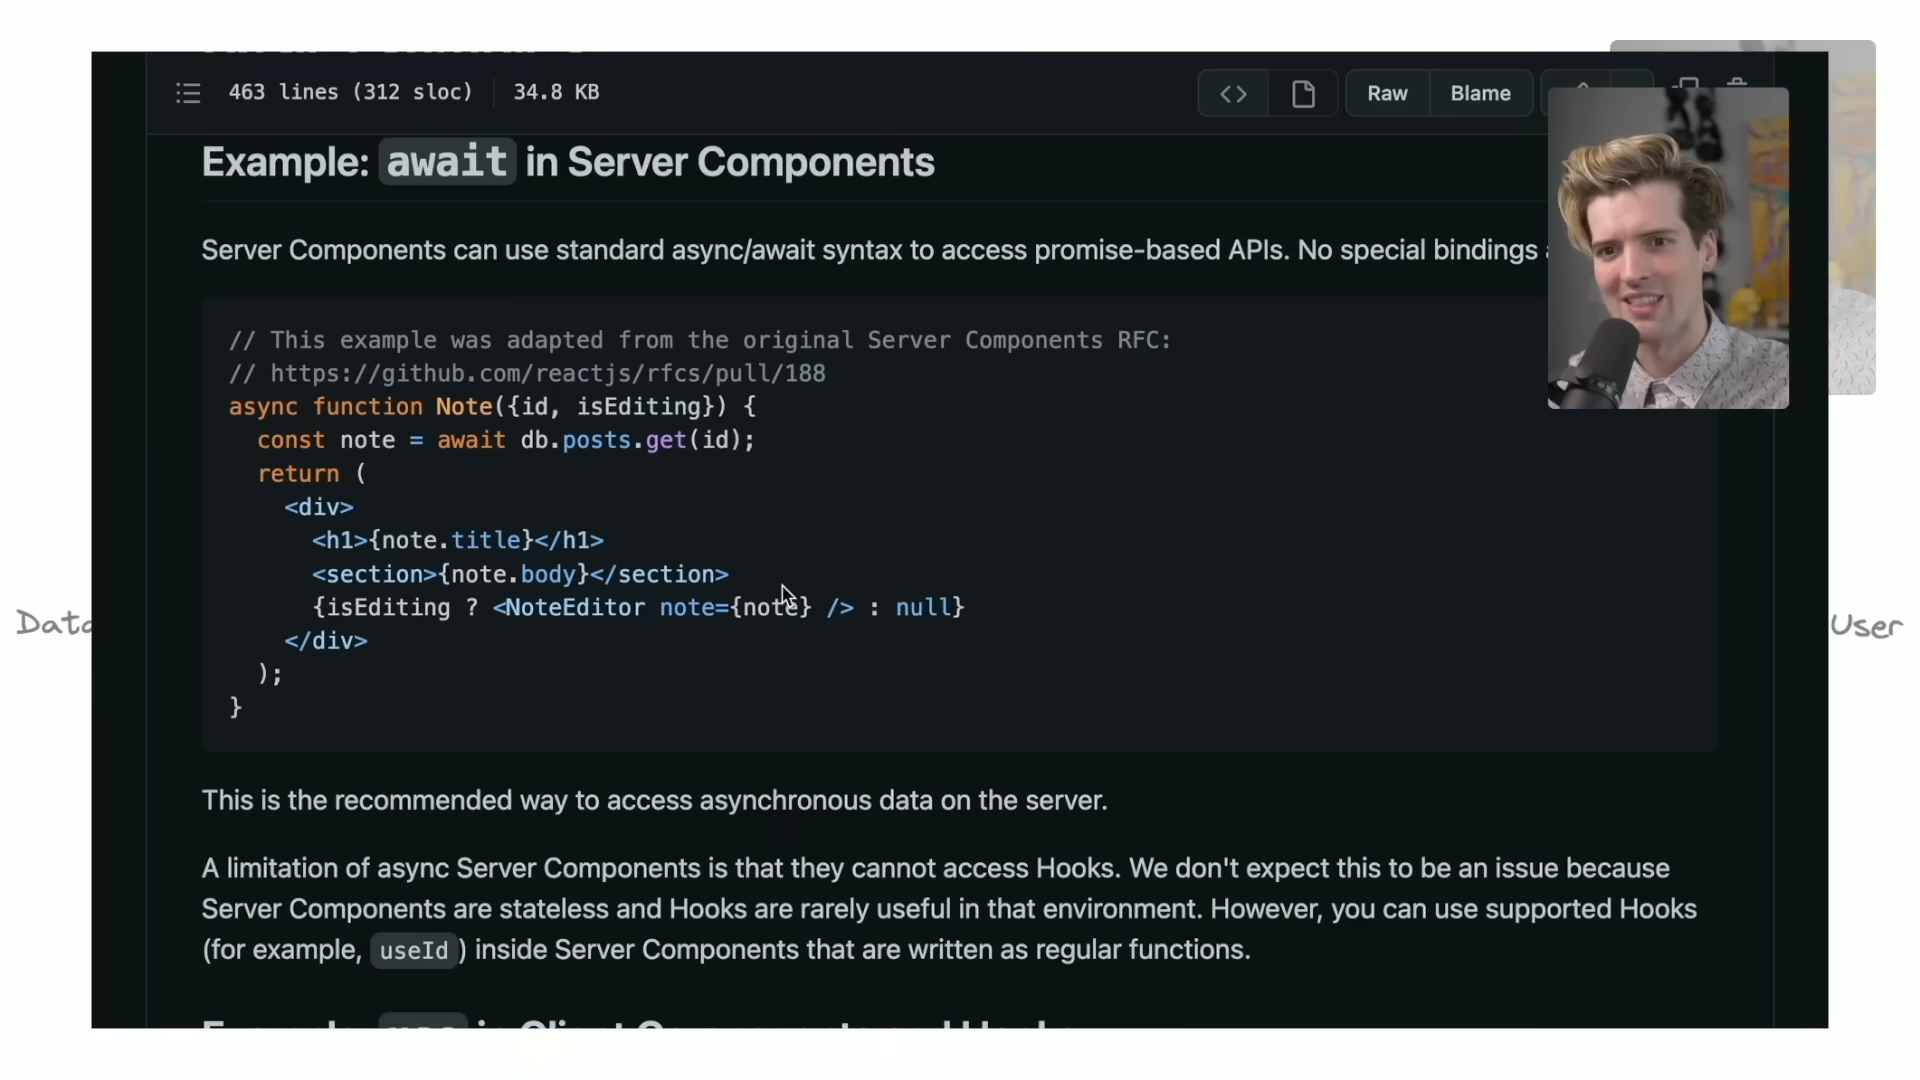 463 lines (312 sloc) 34.8 KB
Raw Blame
Example: await in Server Components
Server Components can use standard async/await syntax to access promise-based APIs. No special bindings
// This example was adapted from the original Server Components RFC:
// https://github.com/reactjs/rfcs/pull/188
async function Note({id, isEditing}) {
const note = await db.posts.get(id);
return (
<div>
<h1>{note.title}</h1>
<section>{note.body}</section>
{isEditing ? <NoteEditor note={note} /> : null}
</div>
);
}
Data
User
This is the recommended way to access asynchronous data on the server.
A limitation of async Server Components is that they cannot access Hooks. We don't expect this to be an issue because
Server Components are stateless and Hooks are rarely useful in that environment. However, you can use supported Hooks
(for example, useId) inside Server Components that are written as regular functions.